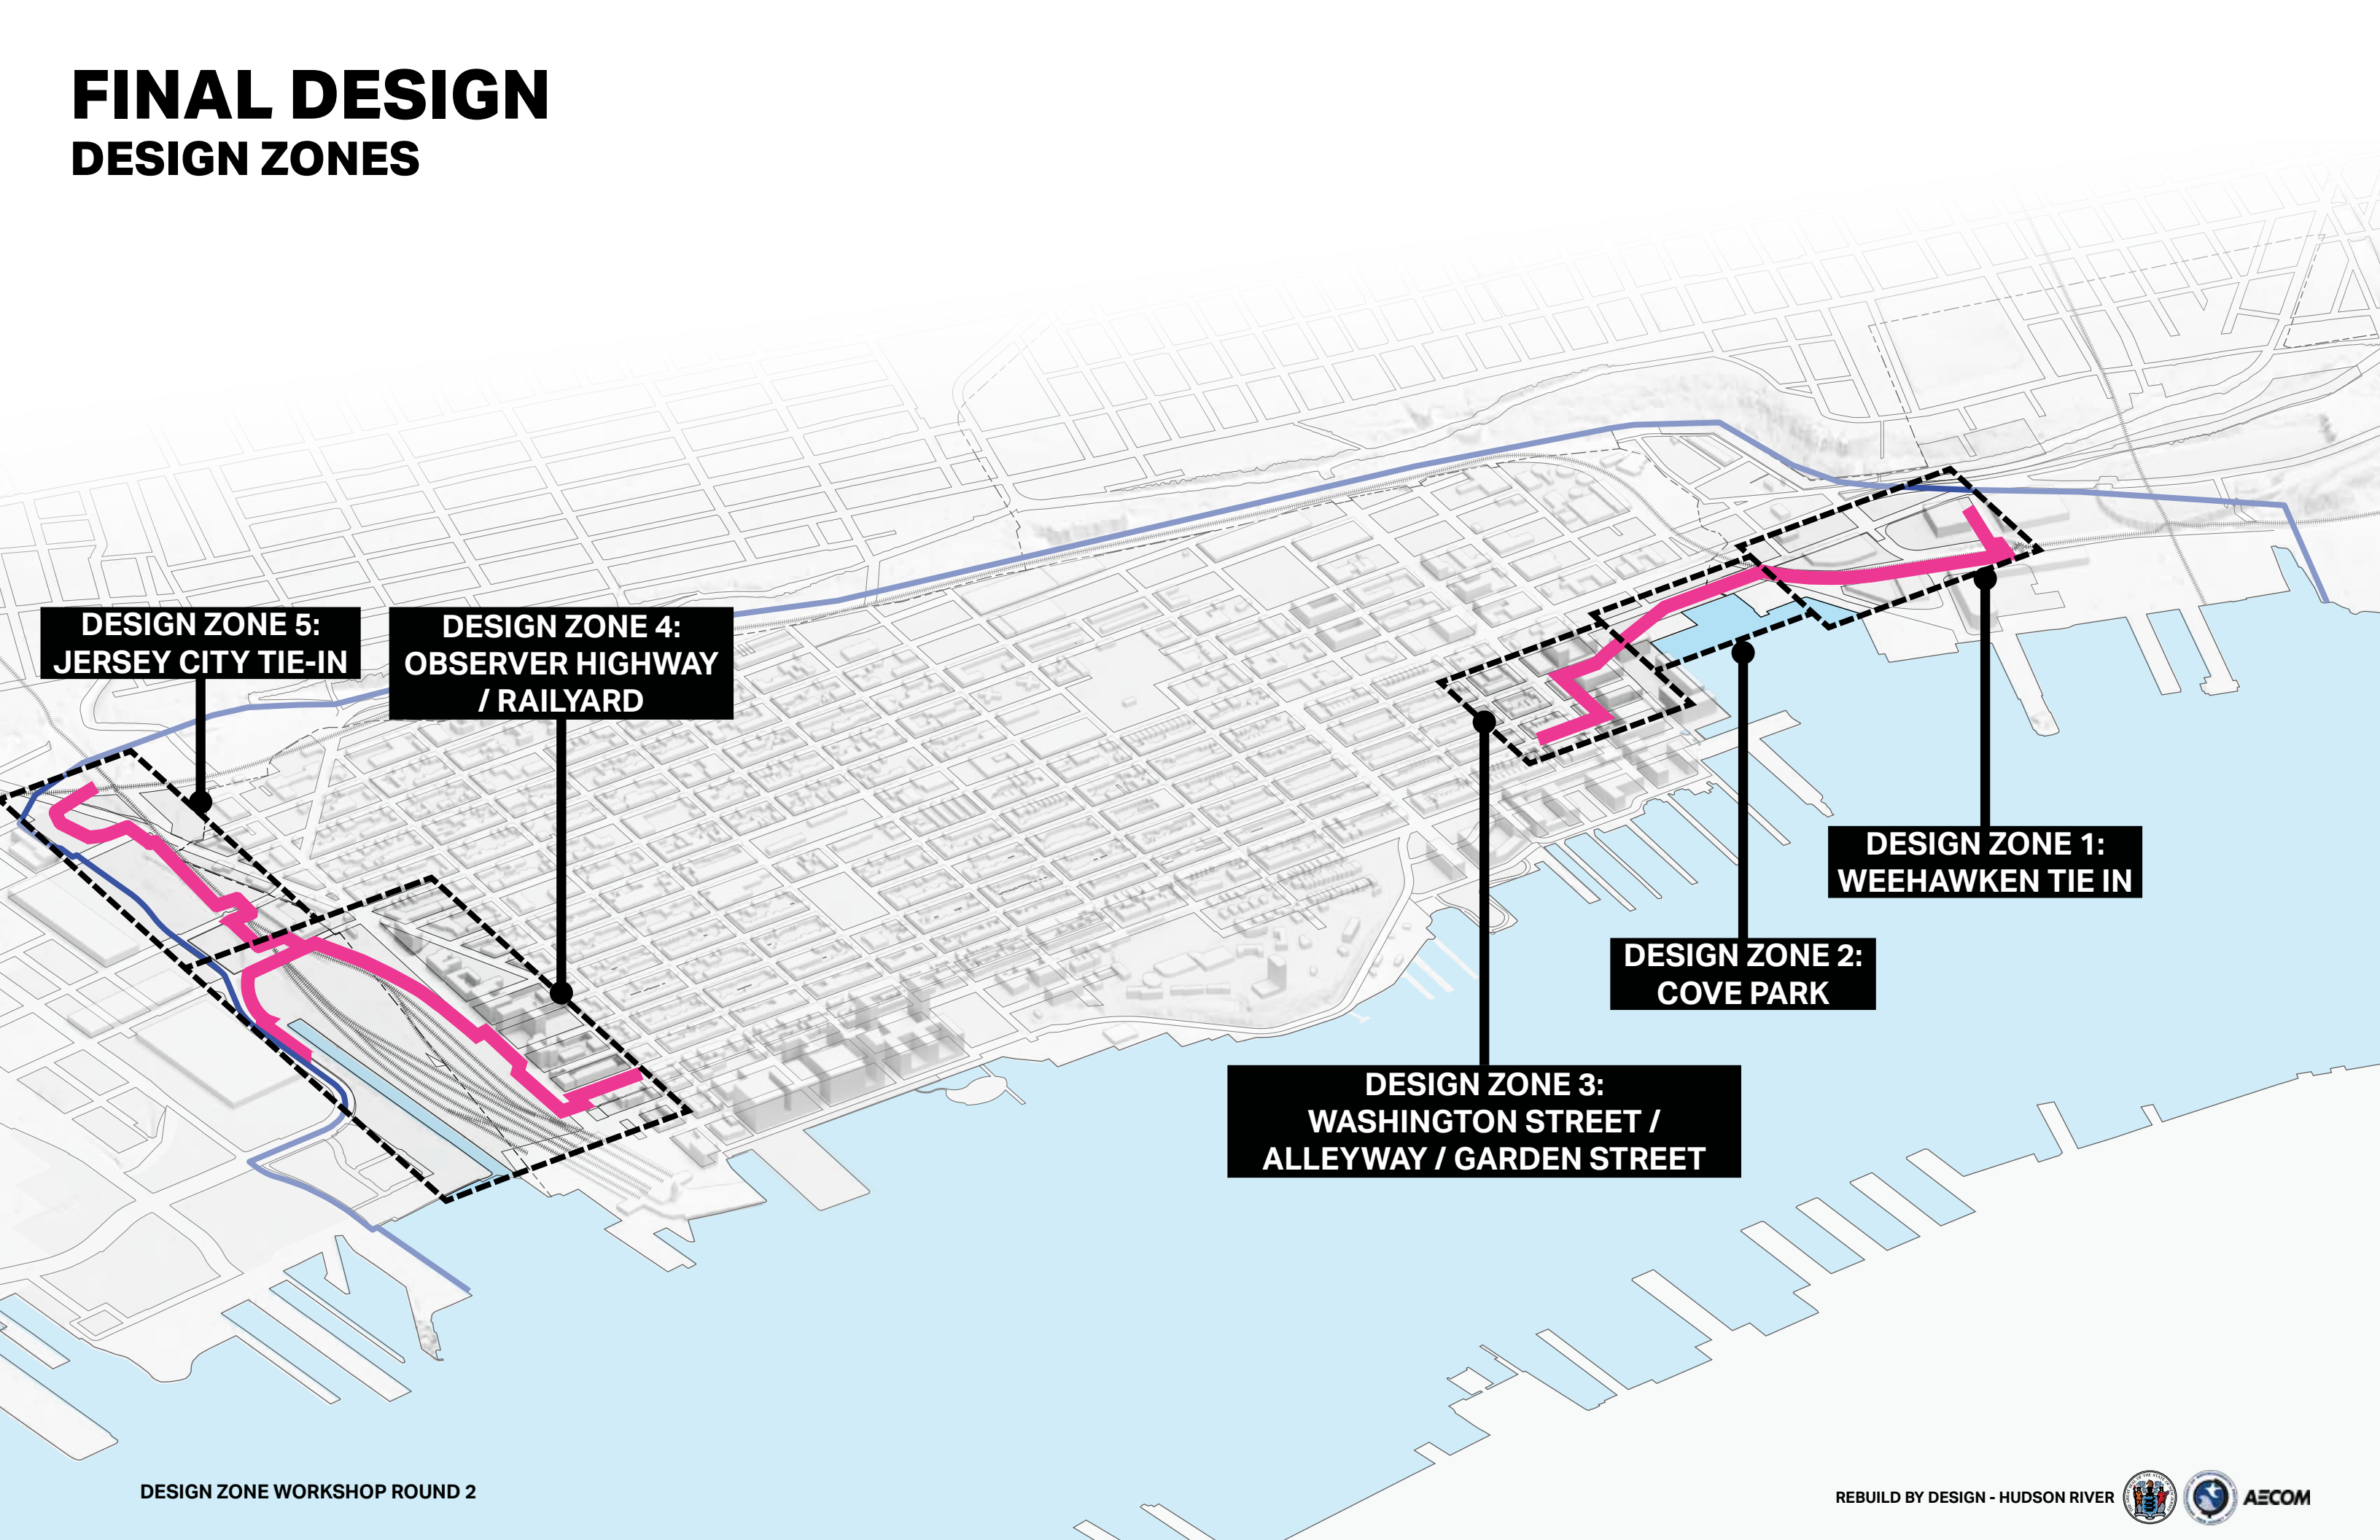 FINAL DESIGN
DESIGN ZONES
DESIGN ZONE 5:
JERSEY CITY TIE-IN
DESIGN ZONE 4:
OBSERVER HIGHWAY
/ RAILYARD
DESIGN ZONE 1:
WEEHAWKEN TIE IN
DESIGN ZONE 2:
COVE PARK
DESIGN ZONE 3:
WASHINGTON STREET /
ALLEYWAY / GARDEN STREET
DESIGN ZONE WORKSHOP ROUND 2
REBUILD BY DESIGN - HUDSON RIVER
AECOM